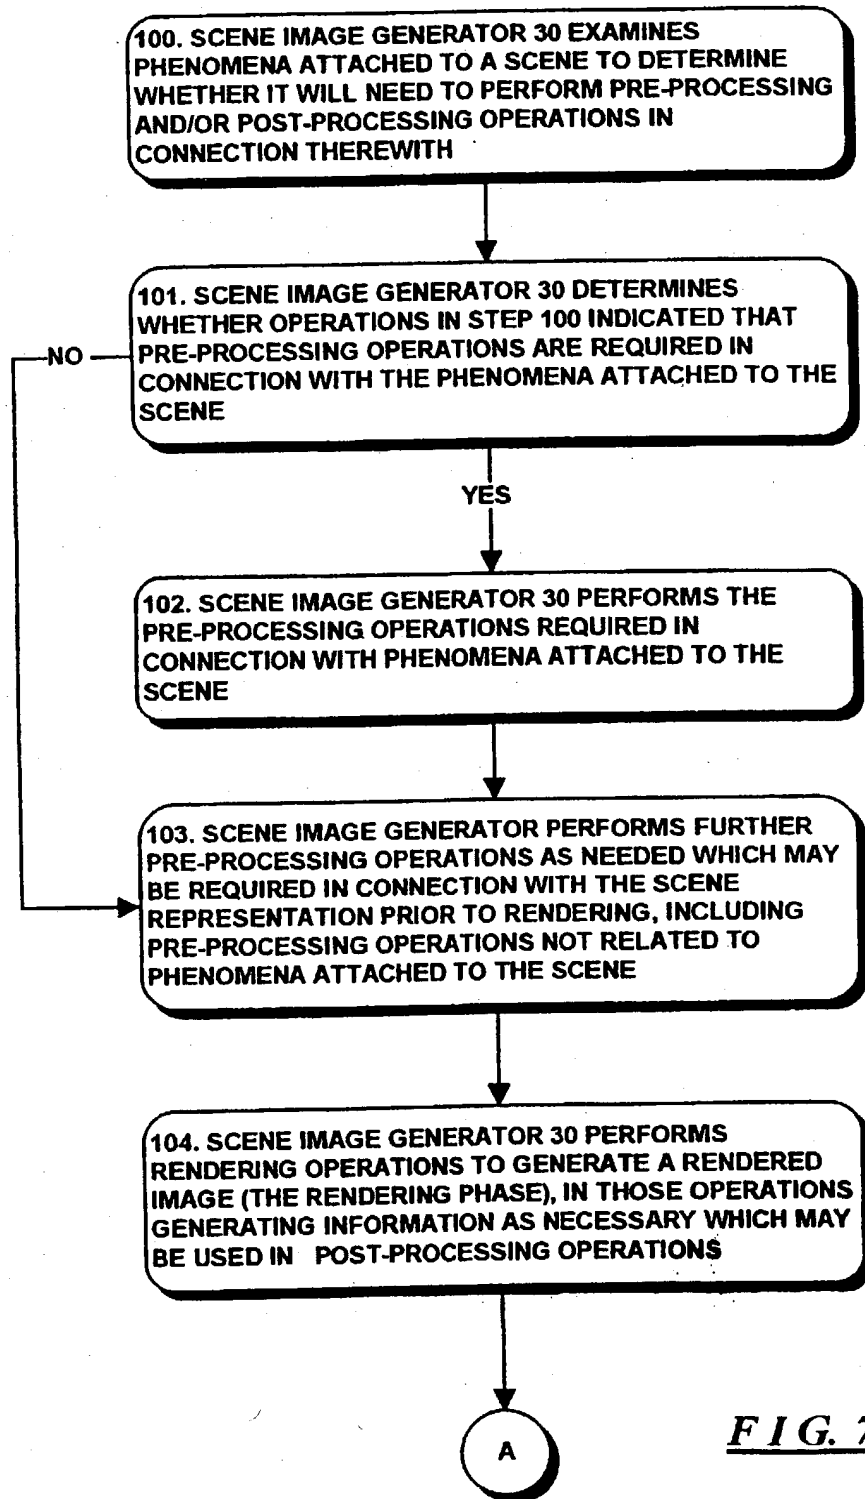 100. SCENE IMAGE GENERATOR 30 EXAMINES
PHENOMENA ATTACHED TO A SCENE TO DETERMINE
WHETHER IT WILL NEED TO PERFORM PRE-PROCESSING
AND/OR POST-PROCESSING OPERATIONS IN
CONNECTION THEREWITH
101. SCENE IMAGE GENERATOR 30 DETERMINES
WHETHER OPERATIONS IN STEP 100 INDICATED THAT
PRE-PROCESSING OPERATIONS ARE REQUIRED IN
CONNECTION WITH THE PHENOMENA ATTACHED TO THE
SCENE
NO
YES
102. SCENE IMAGE GENERATOR 30 PERFORMS THE
PRE-PROCESSING OPERATIONS REQUIRED IN
CONNECTION WITH PHENOMENA ATTACHED TO THE
SCENE
103. SCENE IMAGE GENERATOR PERFORMS FURTHER
PRE-PROCESSING OPERATIONS AS NEEDED WHICH MAY
BE REQUIRED IN CONNECTION WITH THE SCENE
REPRESENTATION PRIOR TO RENDERING, INCLUDING
PRE-PROCESSING OPERATIONS NOT RELATED TO
PHENOMENA ATTACHED TO THE SCENE
104. SCENE IMAGE GENERATOR 30 PERFORMS
RENDERING OPERATIONS TO GENERATE A RENDERED
IMAGE (THE RENDERING PHASE), IN THOSE OPERATIONS
GENERATING INFORMATION AS NECESSARY WHICH MAY
BE USED IN POST-PROCESSING OPERATIONS
A
FIG. 7